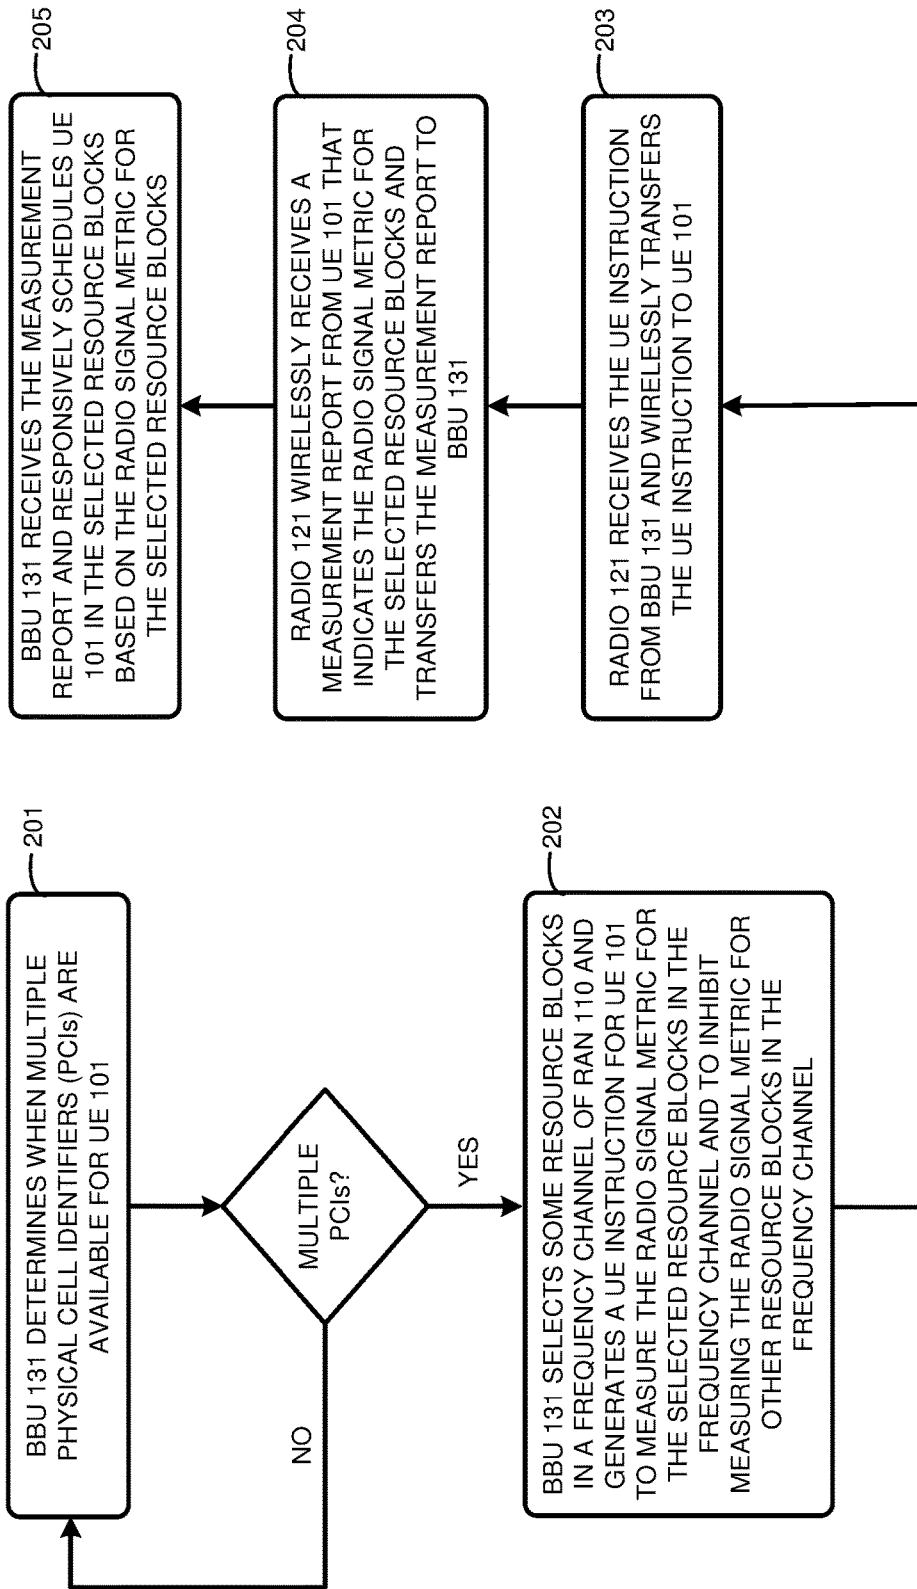 BBU 131 DETERMINES WHEN MULTIPLE
PHYSICAL CELL IDENTIFIERS (PCIs) ARE
AVAILABLE FOR UE 101
201
MULTIPLE
PCIs?
NO
YES
BBU 131 SELECTS SOME RESOURCE BLOCKS
IN A FREQUENCY CHANNEL OF RAN 110 AND
GENERATES A UE INSTRUCTION FOR UE 101
TO MEASURE THE RADIO SIGNAL METRIC FOR
THE SELECTED RESOURCE BLOCKS IN THE
FREQUENCY CHANNEL AND TO INHIBIT
MEASURING THE RADIO SIGNAL METRIC FOR
OTHER RESOURCE BLOCKS IN THE
FREQUENCY CHANNEL
202
RADIO 121 RECEIVES THE UE INSTRUCTION
FROM BBU 131 AND WIRELESSLY TRANSFERS
THE UE INSTRUCTION TO UE 101
203
RADIO 121 WIRELESSLY RECEIVES A
MEASUREMENT REPORT FROM UE 101 THAT
INDICATES THE RADIO SIGNAL METRIC FOR
THE SELECTED RESOURCE BLOCKS AND
TRANSFERS THE MEASUREMENT REPORT TO
BBU 131
204
BBU 131 RECEIVES THE MEASUREMENT
REPORT AND RESPONSIVELY SCHEDULES UE
101 IN THE SELECTED RESOURCE BLOCKS
BASED ON THE RADIO SIGNAL METRIC FOR
THE SELECTED RESOURCE BLOCKS
205